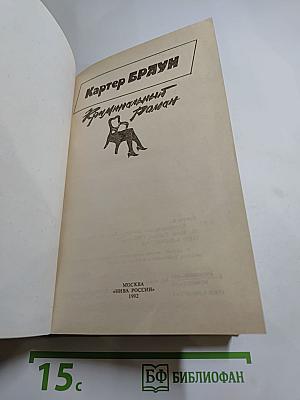 Картер БРАУН
Криминальный
роман
МОСКВА
«НИВА РОССИИ»
1992
15с
БФ БИБЛИОФАН